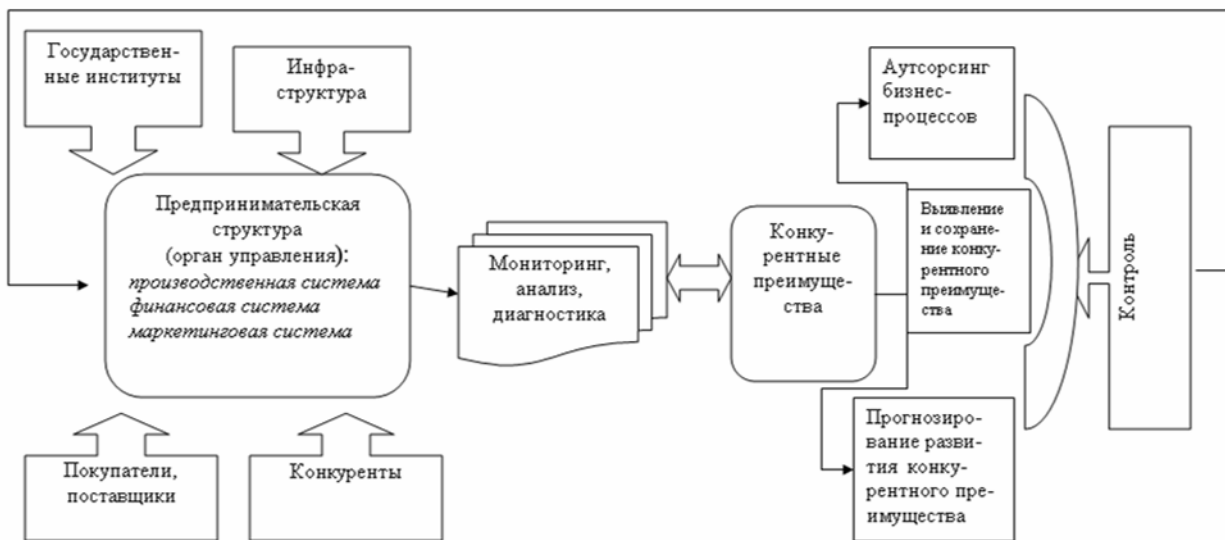 Государствен-
ные институты
Инфра-
структура
Предпринимательская
структура
(орган управления):
производственная система
финансовая система
маркетинговая система
Покупатели,
поставщики
Конкуренты
Мониторинг,
анализ,
диагностика
Конку-
рентные
преимуще-
ства
Аутсорсинг
бизнес-
процессов
Выявление
и сохране-
ние конку-
рентного
преимуще-
ства
Прогнозиро-
вание разви-
тия конку-
рентного пре-
имущества
Контроль